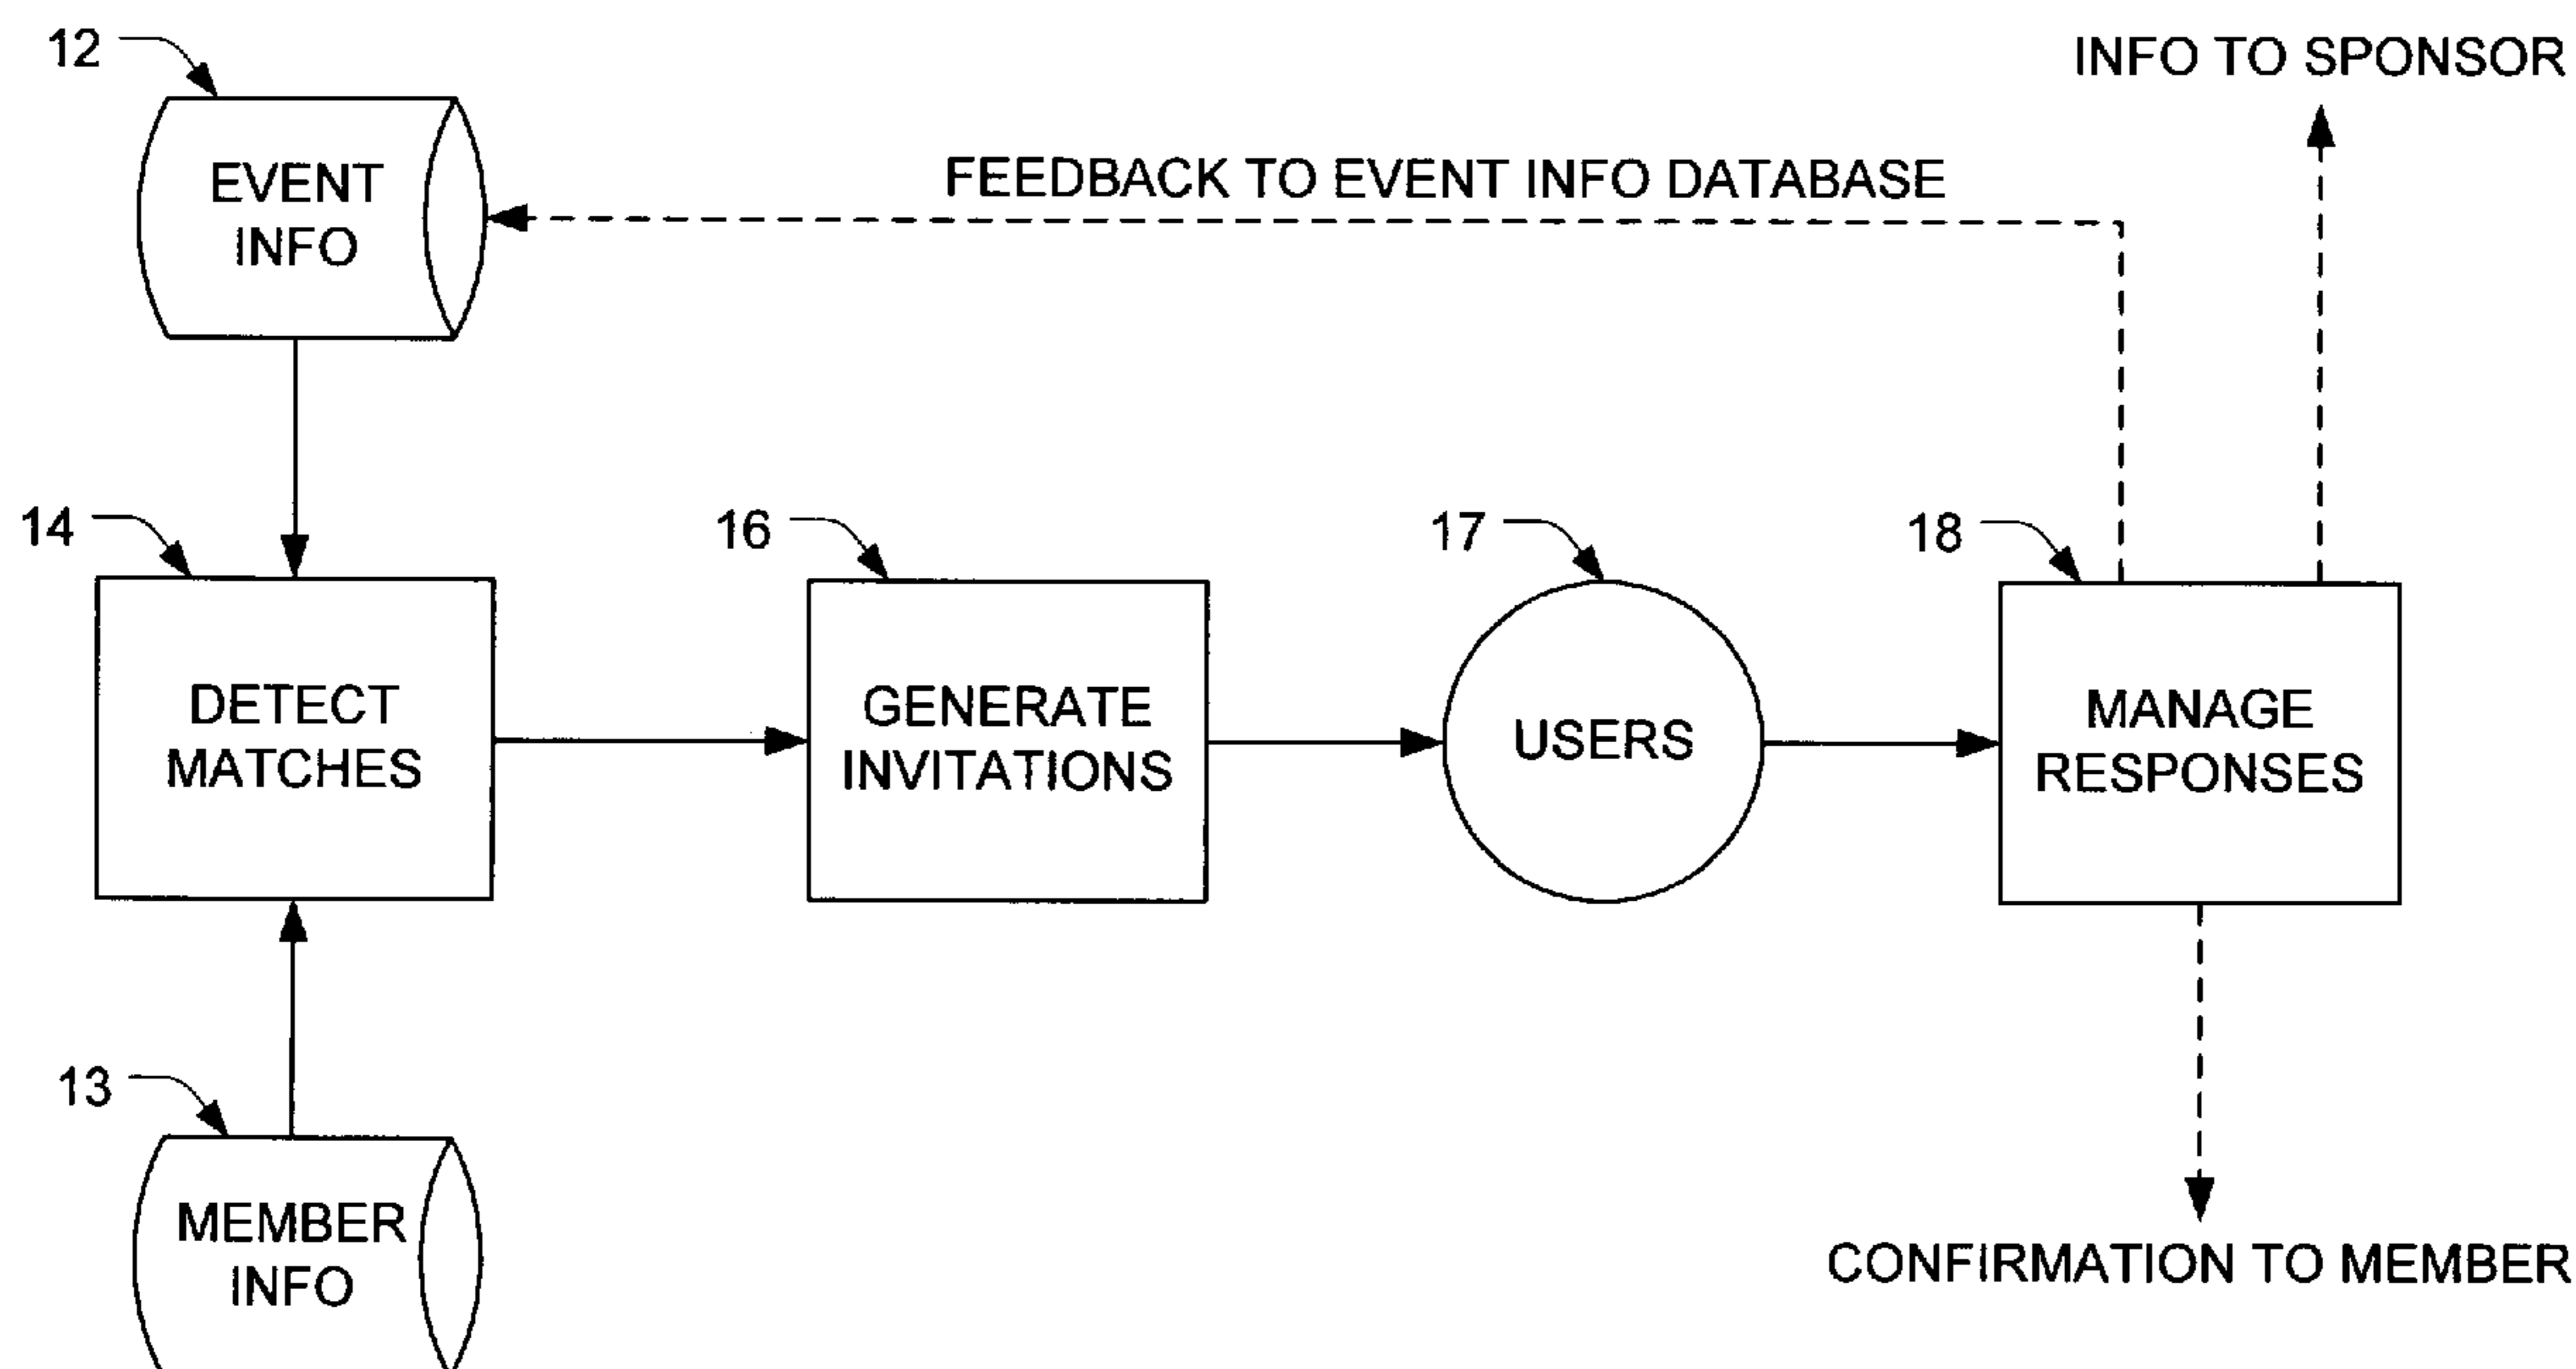 12
INFO TO SPONSOR
EVENT
INFO
FEEDBACK TO EVENT INFO DATABASE
14
16
17
18
DETECT
MATCHES
GENERATE
INVITATIONS
USERS
MANAGE
RESPONSES
13
MEMBER
INFO
CONFIRMATION TO MEMBER